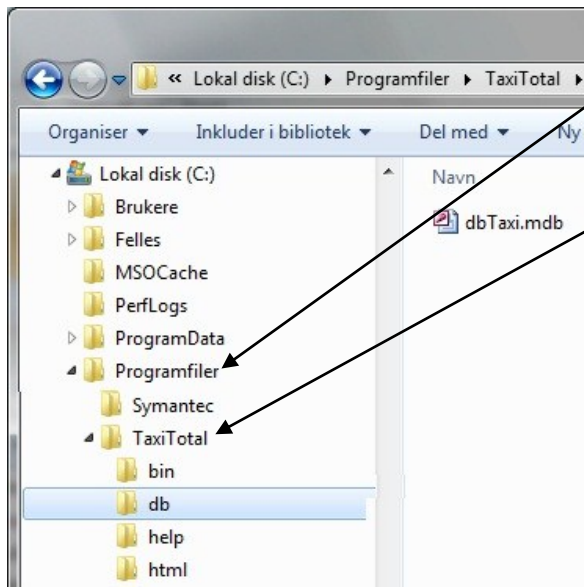 « Lokal disk (C:) ▸ Programfiler ▸ TaxiTotal ▸
Organiser ▾ Inkluder i bibliotek ▾ Del med ▾ Ny
Lokal disk (C:)
Brukere
Felles
MSOCache
PerfLogs
ProgramData
Programfiler
Symantec
TaxiTotal
bin
db
help
html
Navn
dbTaxi.mdb